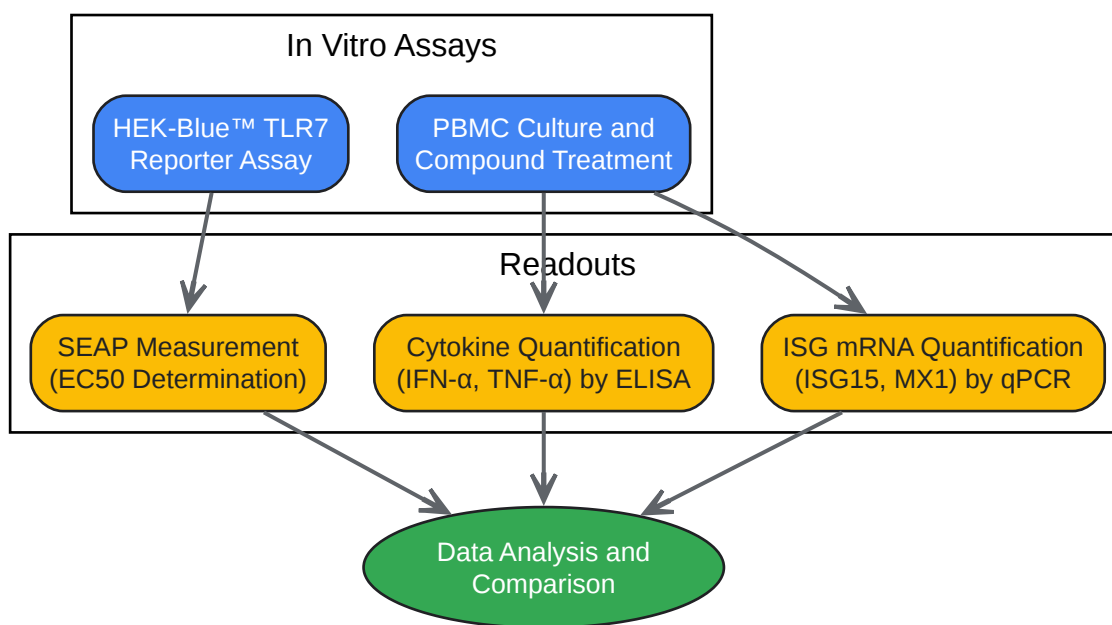 In Vitro Assays
HEK-Blue™ TLR7
Reporter Assay
PBMC Culture and
Compound Treatment
Readouts
SEAP Measurement
(EC50 Determination)
Cytokine Quantification
(IFN-α, TNF-α) by ELISA
ISG mRNA Quantification
(ISG15, MX1) by qPCR
Data Analysis and
Comparison